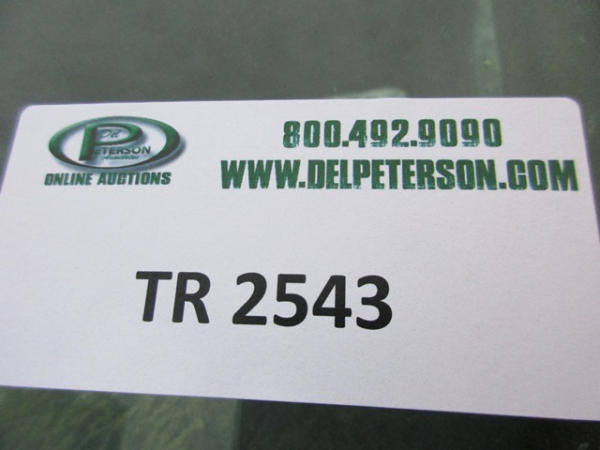 Del
PETERSON
ONLINE AUCTIONS
800.492.9090
WWW.DELPETERSON.COM
TR 2543